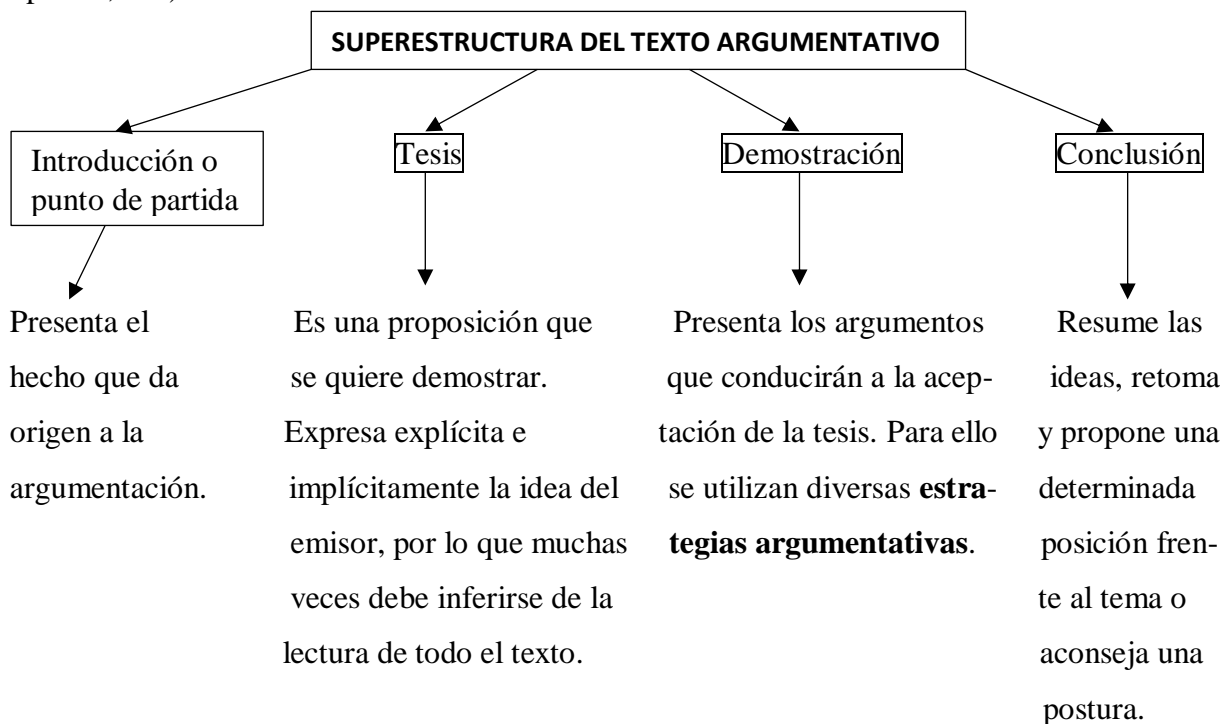 SUPERESTRUCTURA DEL TEXTO ARGUMENTATIVO
Introducción o
punto de partida
Tesis
Demostración
Conclusión
Presenta el
hecho que da
origen a la
argumentación.
Es una proposición que
se quiere demostrar.
Expresa explícita e
implícitamente la idea del
emisor, por lo que muchas
veces debe inferirse de la
lectura de todo el texto.
Presenta los argumentos
que conducirán a la acep-
tación de la tesis. Para ello
se utilizan diversas estra-
tegias argumentativas.
Resume las
ideas, retoma
y propone una
determinada
posición fren-
te al tema o
aconseja una
postura.